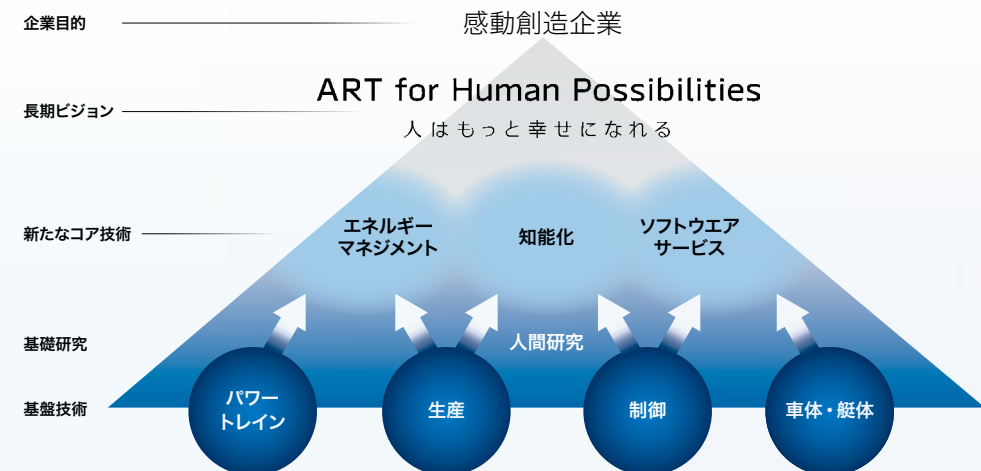 企業目的
感動創造企業
長期ビジョン
ART for Human Possibilities
人はもっと幸せになれる
新たなコア技術
エネルギー
マネジメント
知能化
ソフトウエア
サービス
基礎研究
人間研究
基盤技術
パワー
トレイン
生産
制御
車体・艇体